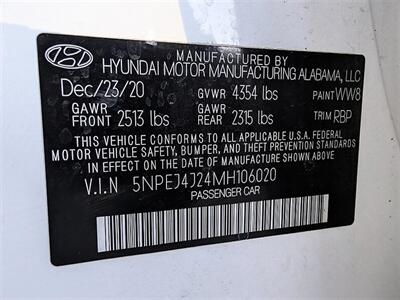 MANUFACTURED BY
HYUNDAI MOTOR MANUFACTURING ALABAMA, LLC
Dec/23/20 GVWR 4354 lbs PAINT WW8
GAWR FRONT 2513 lbs GAWR REAR 2315 lbs TRIM RBP
THIS VEHICLE CONFORMS TO ALL APPLICABLE U.S.A. FEDERAL
MOTOR VEHICLE SAFETY, BUMPER, AND THEFT PREVENTION STANDARDS
IN EFFECT ON THE DATE OF MANUFACTURE SHOWN ABOVE.
V.I.N 5NPEJ4J24MH106020
PASSENGER CAR